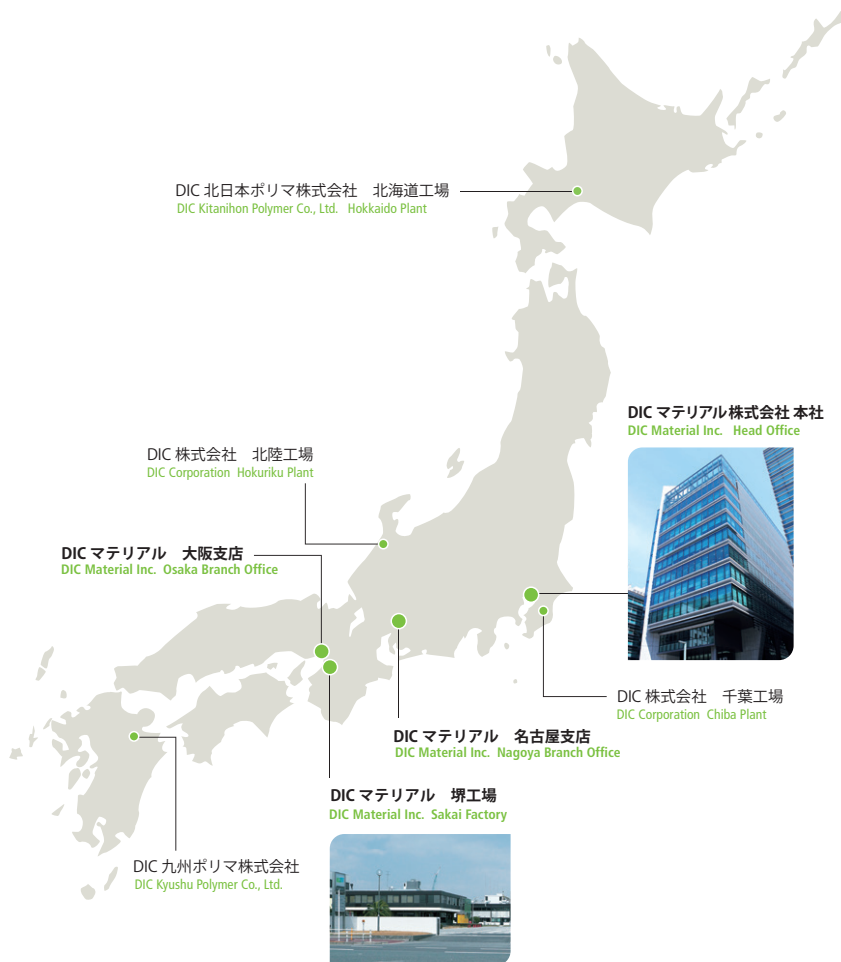 DIC 北日本ポリマ株式会社　北海道工場
DIC Kitanihon Polymer Co., Ltd.   Hokkaido Plant
DIC マテリアル株式会社 本社
DIC Material Inc.   Head Office
DIC 株式会社　北陸工場
DIC Corporation  Hokuriku Plant
DIC マテリアル　大阪支店
DIC Material Inc.  Osaka Branch Office
DIC 株式会社　千葉工場
DIC Corporation  Chiba Plant
DIC マテリアル　名古屋支店
DIC Material Inc.  Nagoya Branch Office
DIC マテリアル　堺工場
DIC Material Inc.  Sakai Factory
DIC 九州ポリマ株式会社
DIC Kyushu Polymer Co., Ltd.